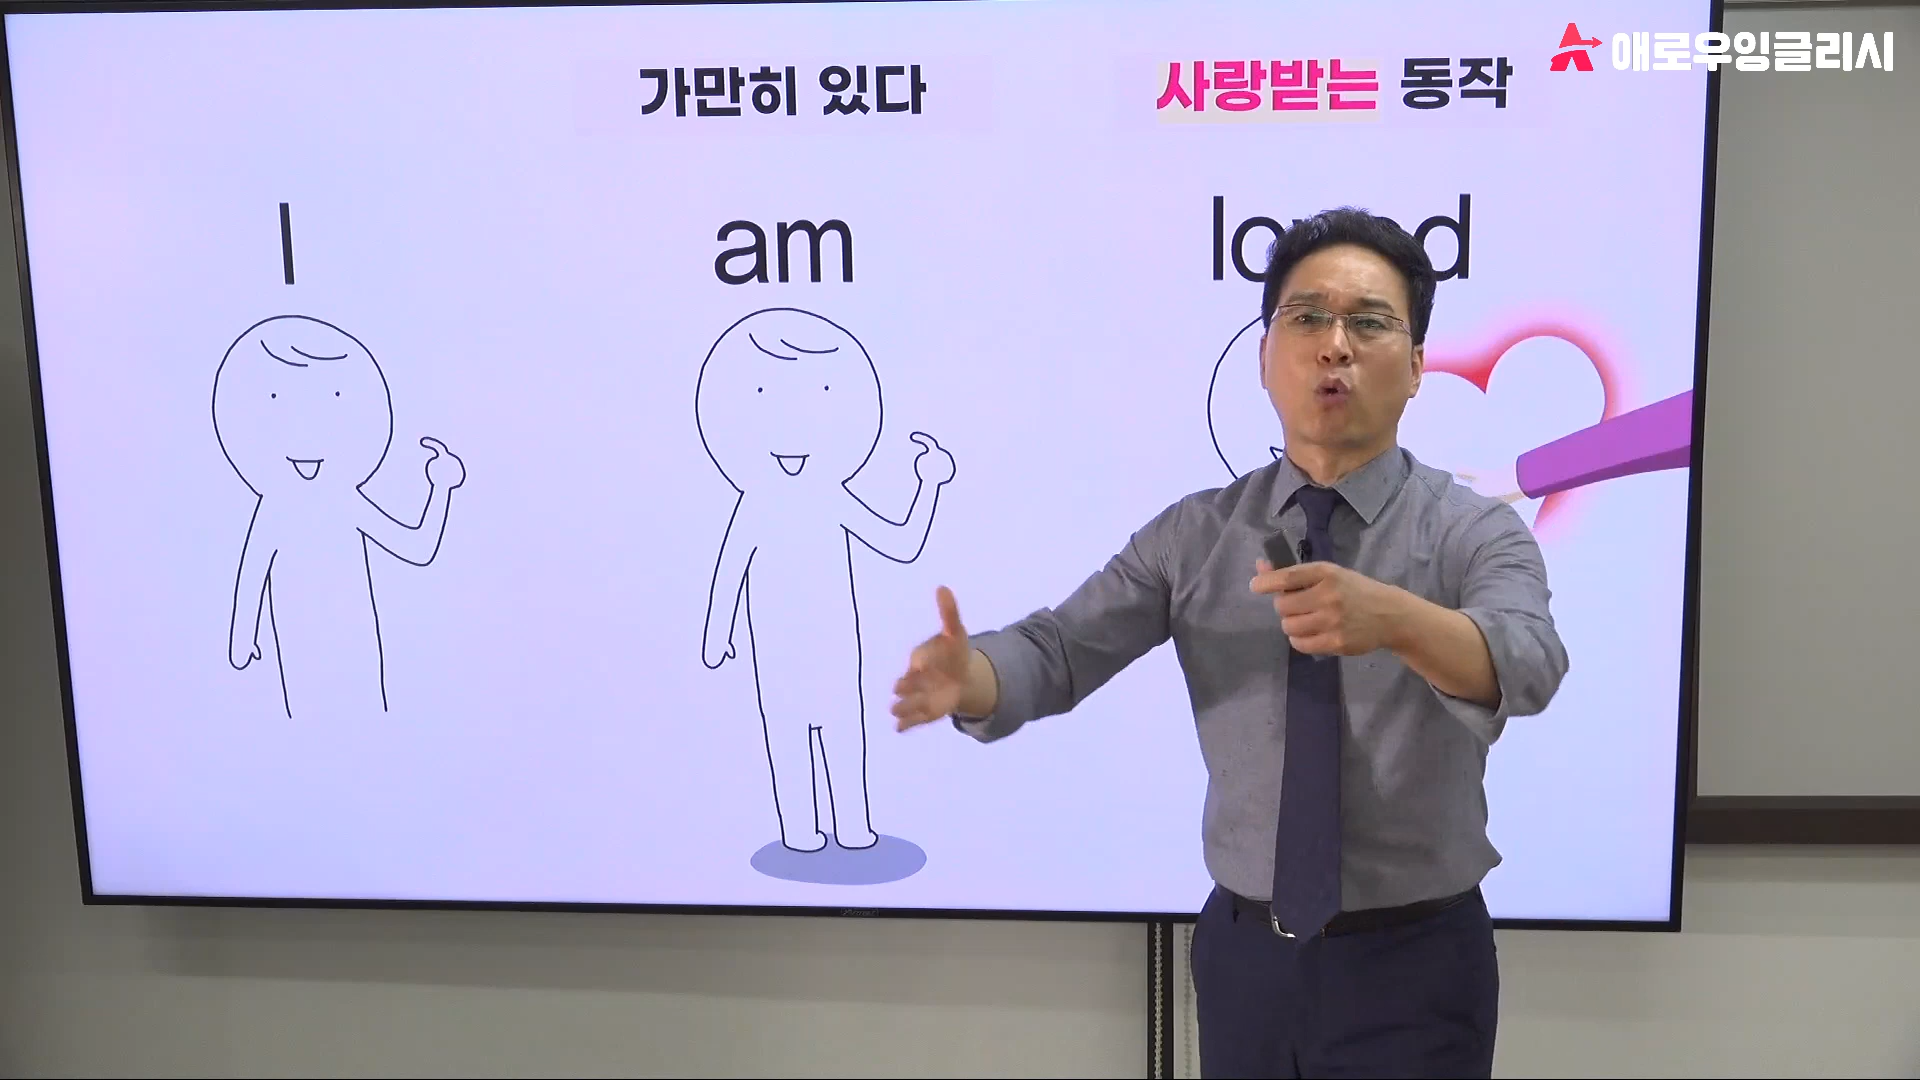 애로우잉글리시
가만히 있다
사랑받는 동작
I
am